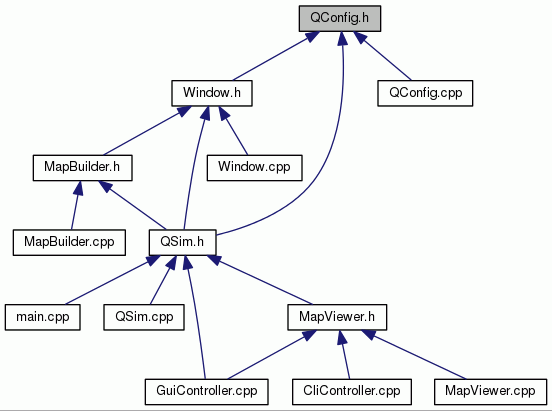 QConfig.h
Window.h
QConfig.cpp
MapBuilder.h
Window.cpp
MapBuilder.cpp
QSim.h
main.cpp
QSim.cpp
MapViewer.h
GuiController.cpp
CliController.cpp
MapViewer.cpp